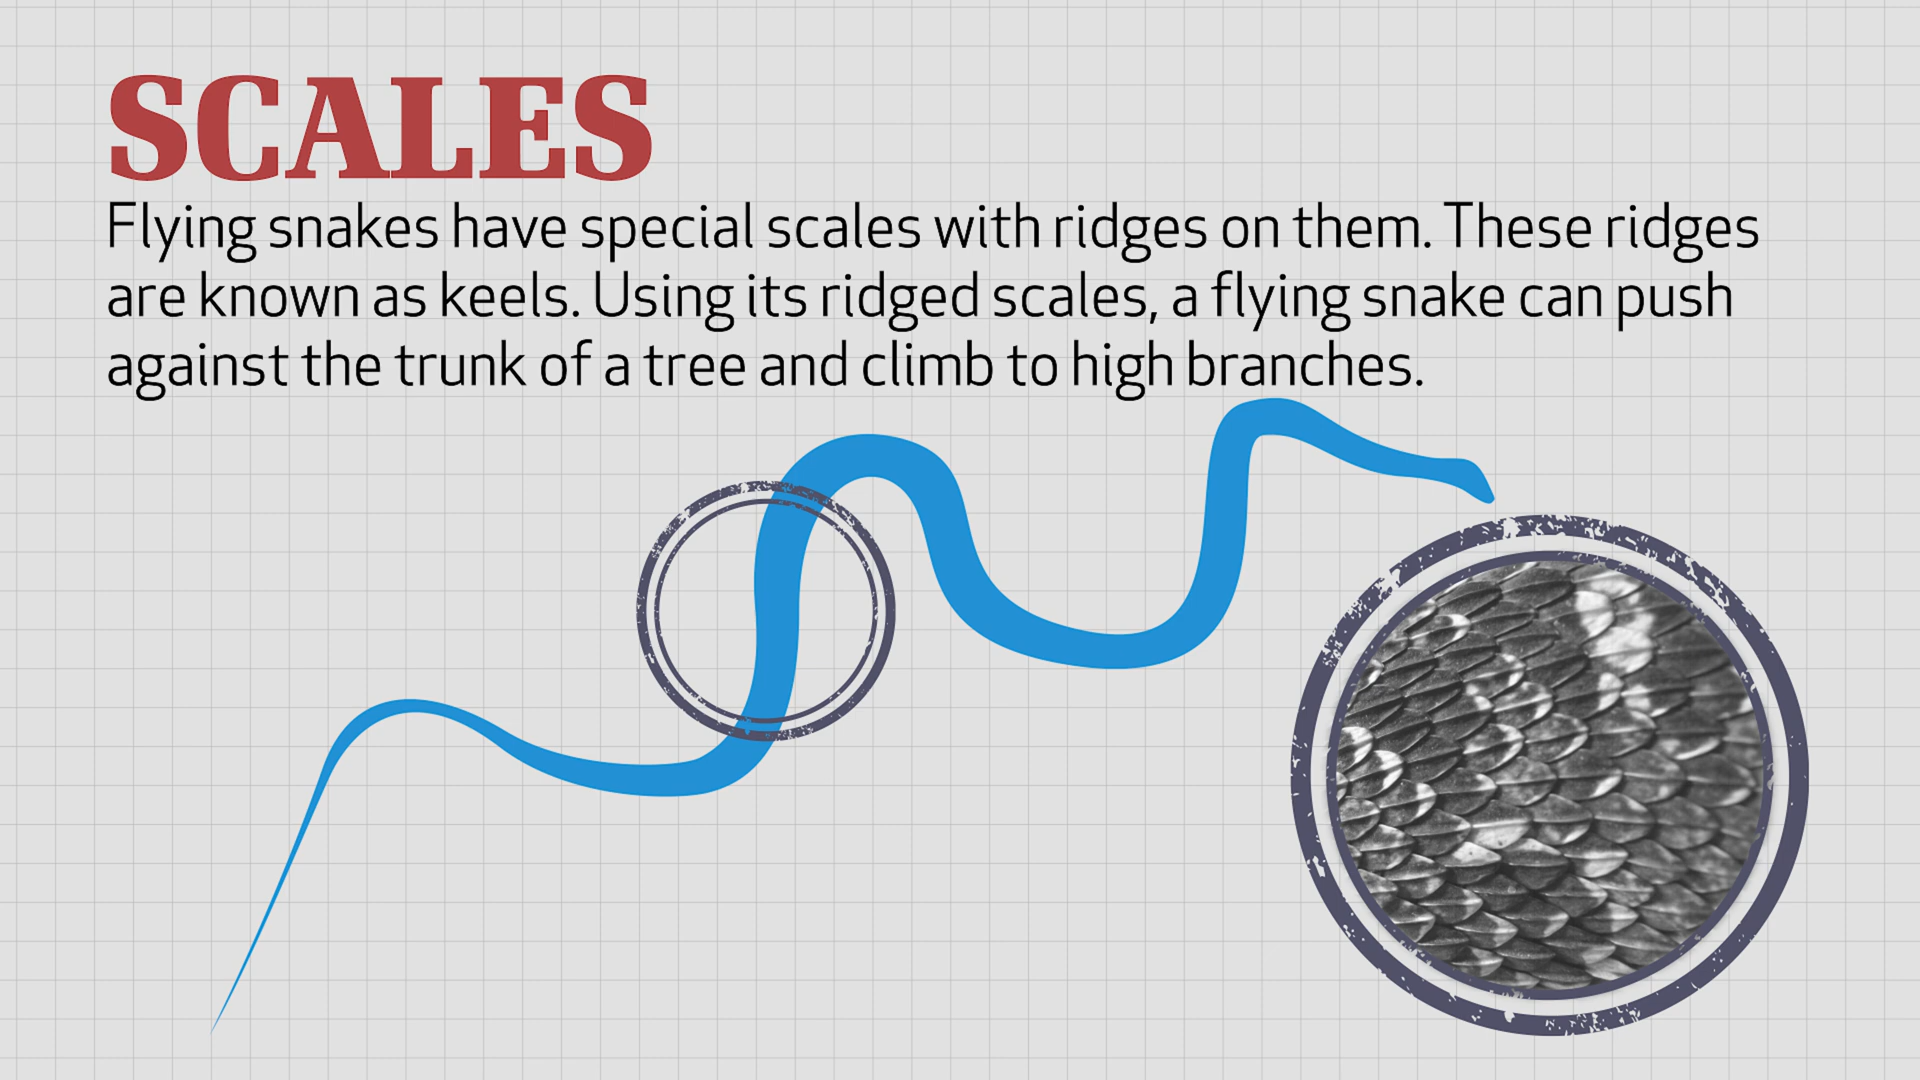 SCALES
Flying snakes have special scales with ridges on them. These ridges
are known as keels. Using its ridged scales, a flying snake can push
against the trunk of a tree and climb to high branches.